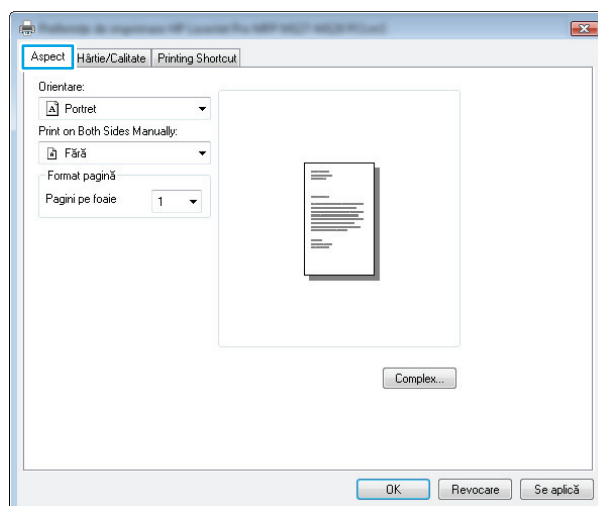 Aspect Hârtie/Calitate Printing Shortcut
Orientare:
A Portret
Print on Both Sides Manually:
Fără
Format pagină
Pagini pe foaie 1
Complex...
OK Revocare Se aplică